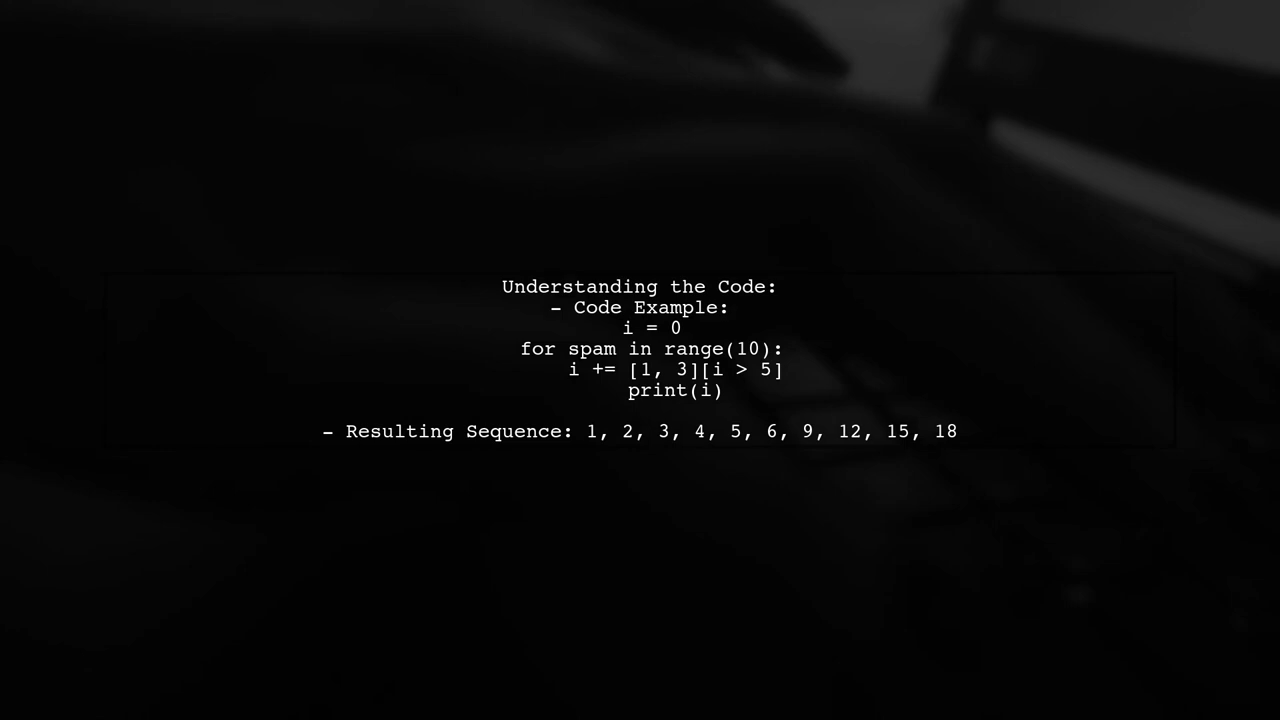 Understanding the Code:
– Code Example:
i = 0
for spam in range(10):
i += [1, 3][i > 5]
print(i)
– Resulting Sequence: 1, 2, 3, 4, 5, 6, 9, 12, 15, 18